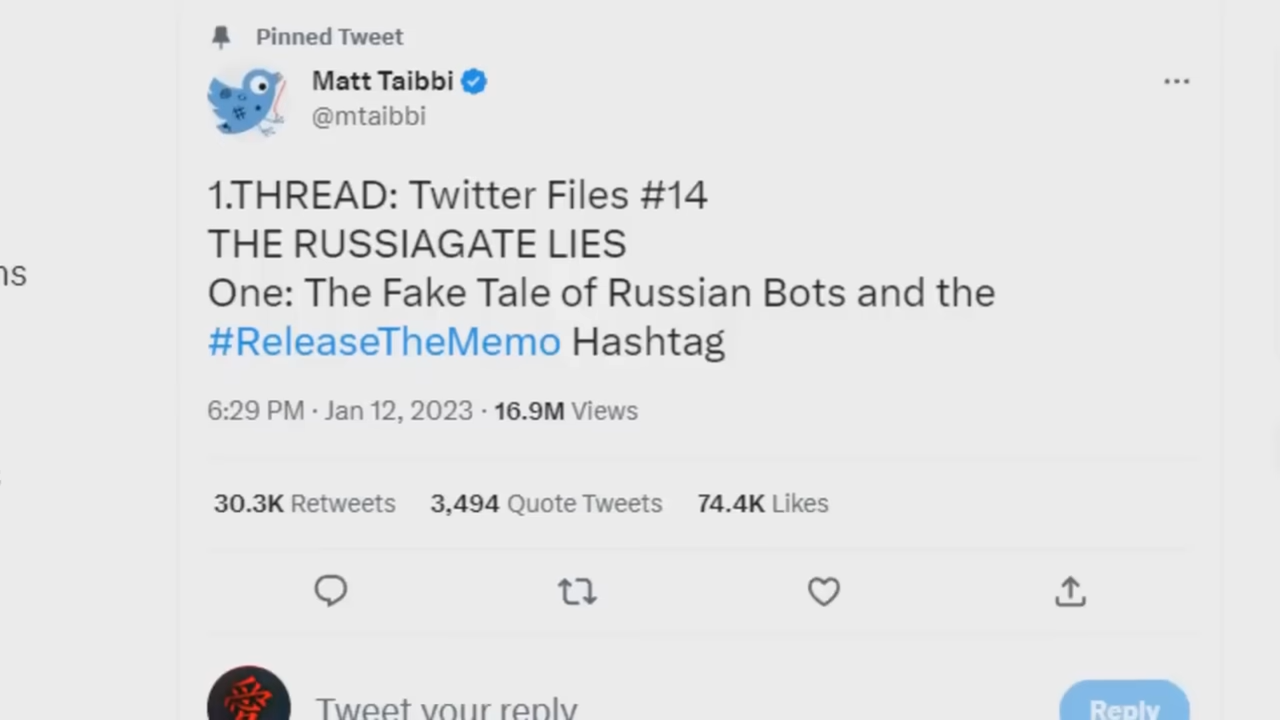 Pinned Tweet
Matt Taibbi
@mtaibbi
1.THREAD: Twitter Files #14
THE RUSSIAGATE LIES
One: The Fake Tale of Russian Bots and the
#ReleaseTheMemo Hashtag
ns
6:29 PM · Jan 12, 2023 · 16.9M Views
30.3K Retweets 3,494 Quote Tweets 74.4K Likes
愛
Tweet your reply
Reply